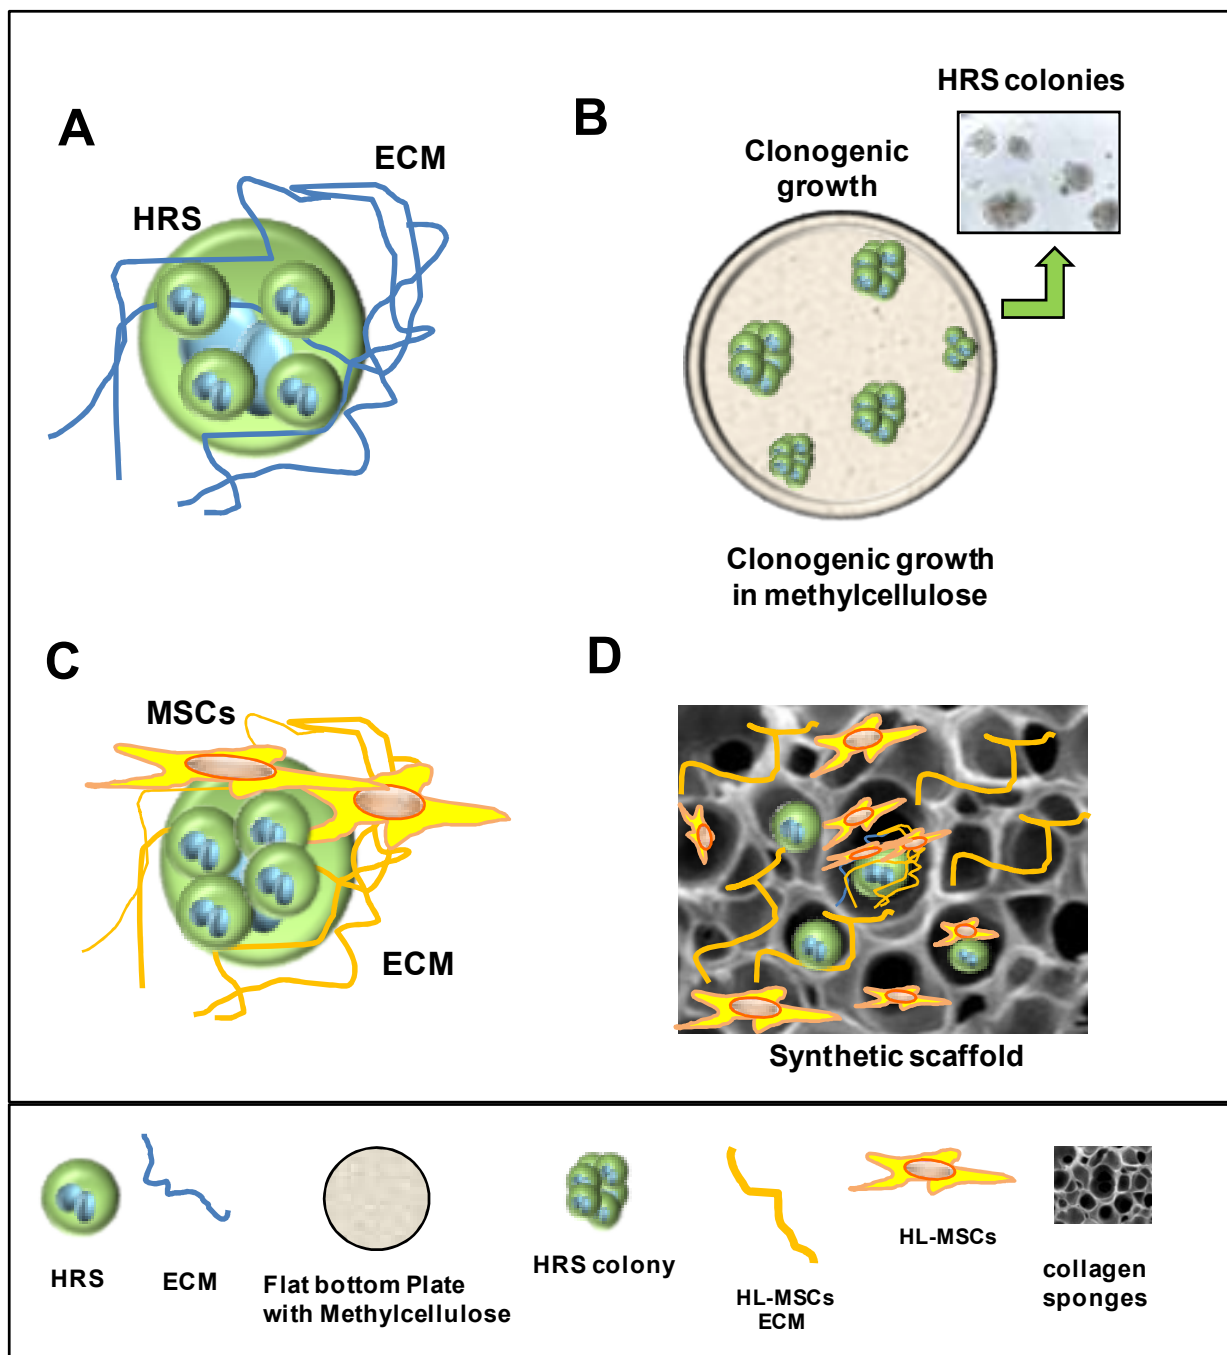 A
ECM
HRS
B
HRS colonies
Clonogenic
growth
Clonogenic growth
in methylcellulose
C
MSCs
ECM
D
Synthetic scaffold
HRS
ECM
Flat bottom Plate
with Methylcellulose
HRS colony
HL-MSCs
ECM
HL-MSCs
collagen
sponges